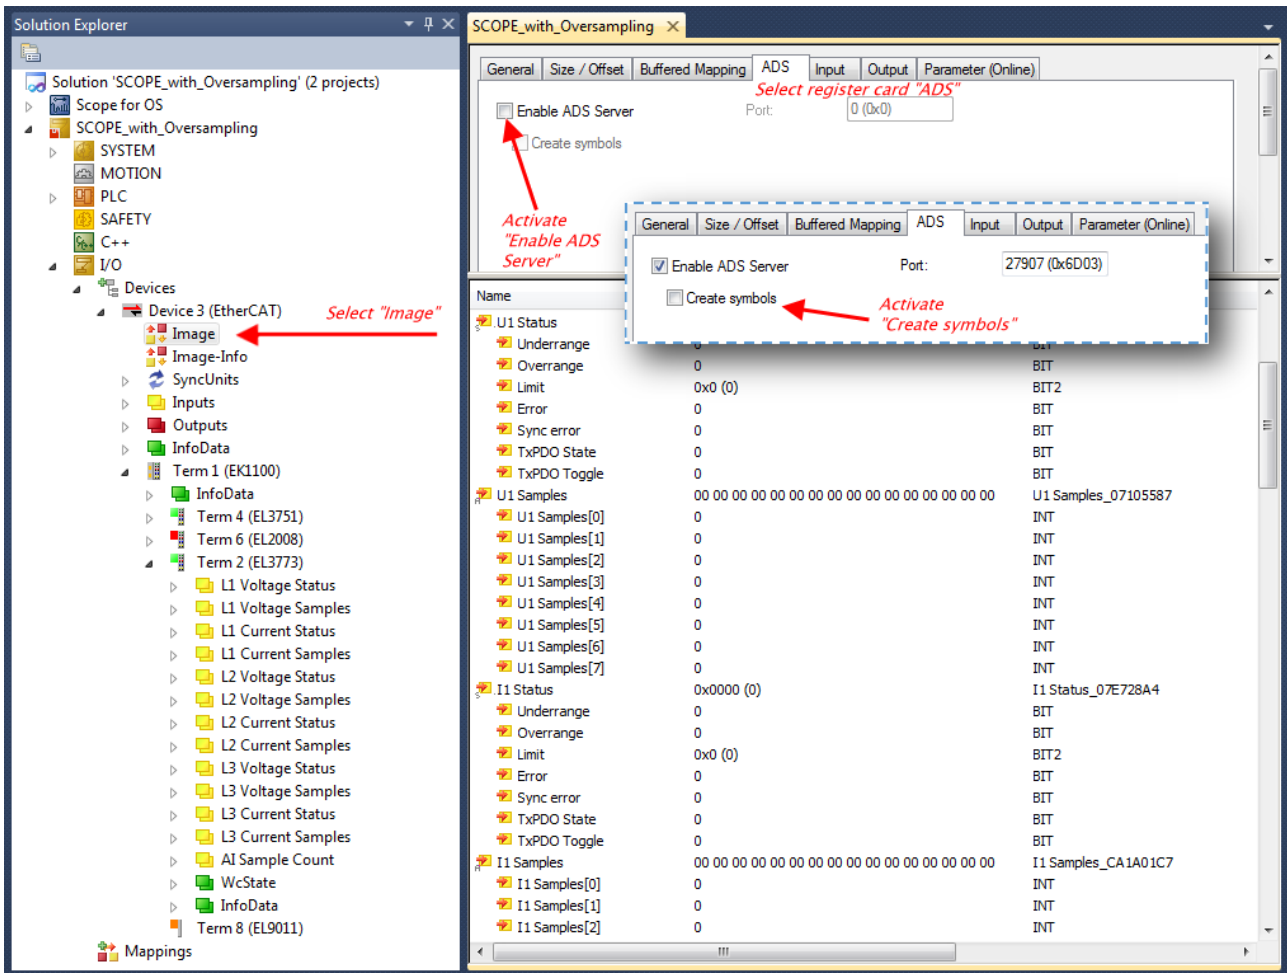 Solution Explorer
Solution 'SCOPE_with_Oversampling' (2 projects)
Scope for OS
SCOPE_with_Oversampling
SYSTEM
MOTION
PLC
SAFETY
C++
I/O
Devices
Device 3 (EtherCAT)
Select "Image"
Image
Image-Info
SyncUnits
Inputs
Outputs
InfoData
Term 1 (EK1100)
InfoData
Term 4 (EL3751)
Term 6 (EL2008)
Term 2 (EL3773)
L1 Voltage Status
L1 Voltage Samples
L1 Current Status
L1 Current Samples
L2 Voltage Status
L2 Voltage Samples
L2 Current Status
L2 Current Samples
L3 Voltage Status
L3 Voltage Samples
L3 Current Status
L3 Current Samples
AI Sample Count
WcState
InfoData
Term 8 (EL9011)
Mappings
SCOPE_with_Oversampling
General Size / Offset Buffered Mapping ADS Input Output Parameter (Online)
Select register card "ADS"
Enable ADS Server Port: 0 (0x0)
Create symbols
Activate
"Enable ADS
Server"
General Size / Offset Buffered Mapping ADS Input Output Parameter (Online)
Enable ADS Server Port: 27907 (0x6D03)
Create symbols
Activate
"Create symbols"
Name
U1 Status
Underrange 0 BIT
Overrange 0 BIT
Limit 0x0 (0) BIT2
Error 0 BIT
Sync error 0 BIT
TxPDO State 0 BIT
TxPDO Toggle 0 BIT
U1 Samples 00 00 00 00 00 00 00 00 00 00 00 00 00 00 00 00 U1 Samples_07105587
U1 Samples[0] 0 INT
U1 Samples[1] 0 INT
U1 Samples[2] 0 INT
U1 Samples[3] 0 INT
U1 Samples[4] 0 INT
U1 Samples[5] 0 INT
U1 Samples[6] 0 INT
U1 Samples[7] 0 INT
I1 Status 0x0000 (0) I1 Status_07E728A4
Underrange 0 BIT
Overrange 0 BIT
Limit 0x0 (0) BIT2
Error 0 BIT
Sync error 0 BIT
TxPDO State 0 BIT
TxPDO Toggle 0 BIT
I1 Samples 00 00 00 00 00 00 00 00 00 00 00 00 00 00 00 00 I1 Samples_CA1A01C7
I1 Samples[0] 0 INT
I1 Samples[1] 0 INT
I1 Samples[2] 0 INT